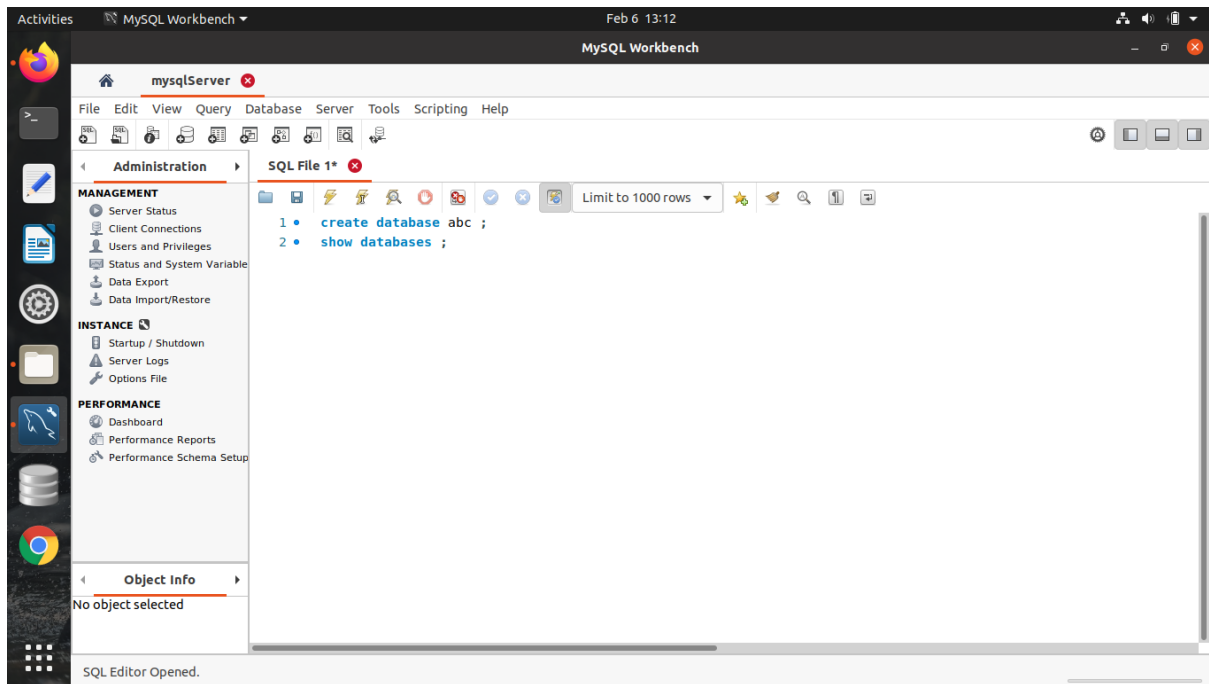 Activities MySQL Workbench Feb 6 13:12
MySQL Workbench
mysqlServer
File Edit View Query Database Server Tools Scripting Help
Administration
SQL File 1*
MANAGEMENT
Server Status
Client Connections
Users and Privileges
Status and System Variable
Data Export
Data Import/Restore
INSTANCE
Startup / Shutdown
Server Logs
Options File
PERFORMANCE
Dashboard
Performance Reports
Performance Schema Setup
Limit to 1000 rows
1 create database abc ;
2 show databases ;
Object Info
No object selected
SQL Editor Opened.